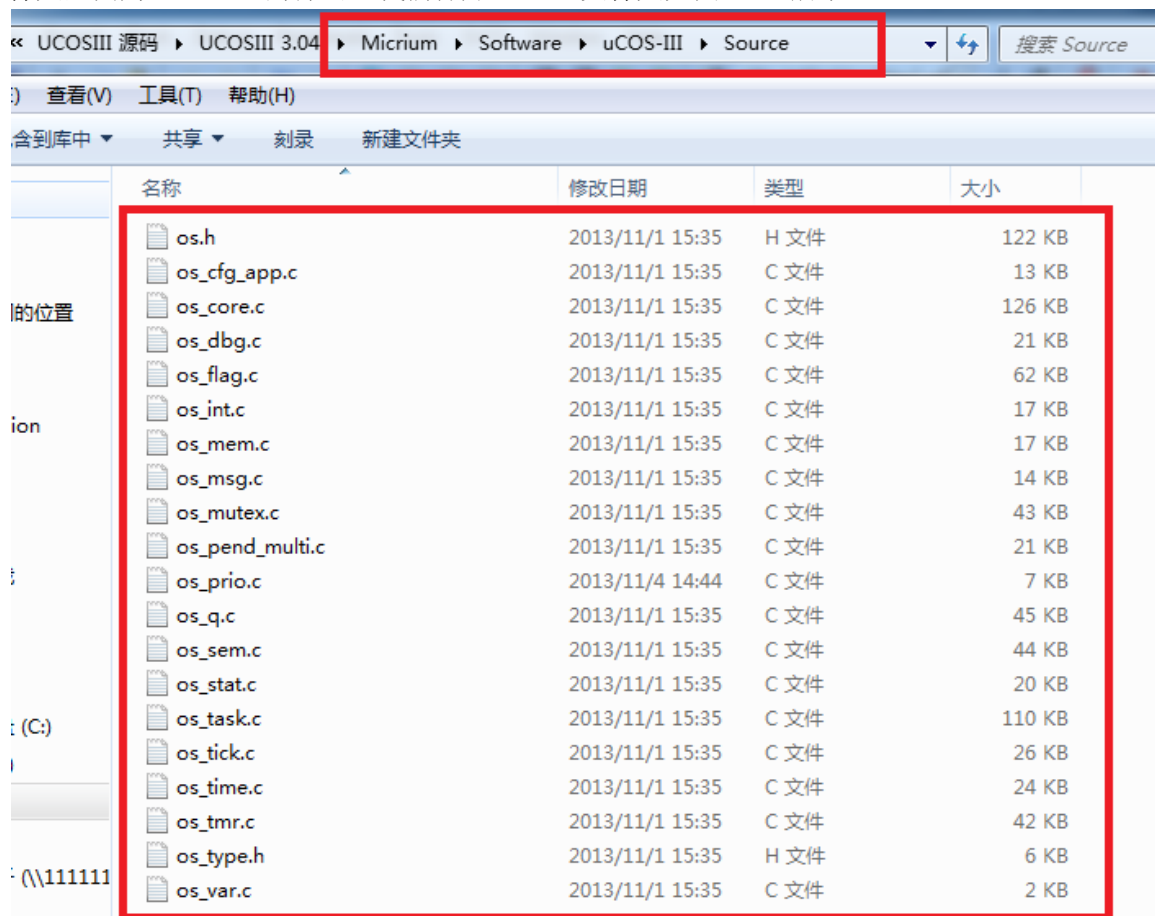 « UCOSIII 源码 ▸ UCOSIII 3.04 ▸ Micrium ▸ Software ▸ uCOS-III ▸ Source 搜索 Source
) 查看(V) 工具(T) 帮助(H)
含到库中 共享 刻录 新建文件夹
名称 修改日期 类型 大小
os.h 2013/11/1 15:35 H 文件 122 KB
os_cfg_app.c 2013/11/1 15:35 C 文件 13 KB
的位置 os_core.c 2013/11/1 15:35 C 文件 126 KB
os_dbg.c 2013/11/1 15:35 C 文件 21 KB
os_flag.c 2013/11/1 15:35 C 文件 62 KB
ion os_int.c 2013/11/1 15:35 C 文件 17 KB
os_mem.c 2013/11/1 15:35 C 文件 17 KB
os_msg.c 2013/11/1 15:35 C 文件 14 KB
os_mutex.c 2013/11/1 15:35 C 文件 43 KB
os_pend_multi.c 2013/11/1 15:35 C 文件 21 KB
os_prio.c 2013/11/4 14:44 C 文件 7 KB
os_q.c 2013/11/1 15:35 C 文件 45 KB
os_sem.c 2013/11/1 15:35 C 文件 44 KB
os_stat.c 2013/11/1 15:35 C 文件 20 KB
(C:) os_task.c 2013/11/1 15:35 C 文件 110 KB
os_tick.c 2013/11/1 15:35 C 文件 26 KB
os_time.c 2013/11/1 15:35 C 文件 24 KB
os_tmr.c 2013/11/1 15:35 C 文件 42 KB
(\\111111 os_type.h 2013/11/1 15:35 H 文件 6 KB
os_var.c 2013/11/1 15:35 C 文件 2 KB